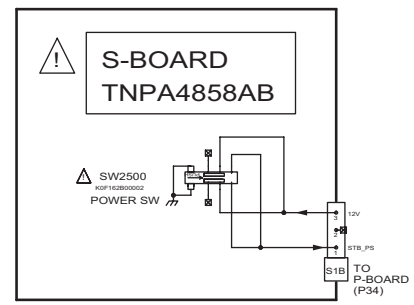 !
S-BOARD
TNPA4858AB
! SW2500
K0F162B00002
POWER SW
3
12V
2
1
STB_PS
S1B
TO
P-BOARD
(P34)